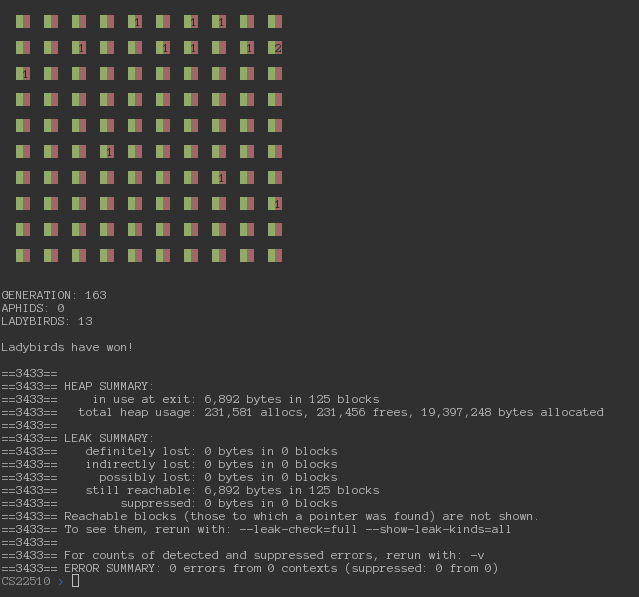 1 1 1
1 1 1 1 2
1
1
1
1
GENERATION: 163
APHIDS: 0
LADYBIRDS: 13
Ladybirds have won!
==3433==
==3433== HEAP SUMMARY:
==3433==     in use at exit: 6,892 bytes in 125 blocks
==3433==   total heap usage: 231,581 allocs, 231,456 frees, 19,397,248 bytes allocated
==3433==
==3433== LEAK SUMMARY:
==3433==    definitely lost: 0 bytes in 0 blocks
==3433==    indirectly lost: 0 bytes in 0 blocks
==3433==      possibly lost: 0 bytes in 0 blocks
==3433==    still reachable: 6,892 bytes in 125 blocks
==3433==         suppressed: 0 bytes in 0 blocks
==3433== Reachable blocks (those to which a pointer was found) are not shown.
==3433== To see them, rerun with: --leak-check=full --show-leak-kinds=all
==3433==
==3433== For counts of detected and suppressed errors, rerun with: -v
==3433== ERROR SUMMARY: 0 errors from 0 contexts (suppressed: 0 from 0)
CS22510 ›